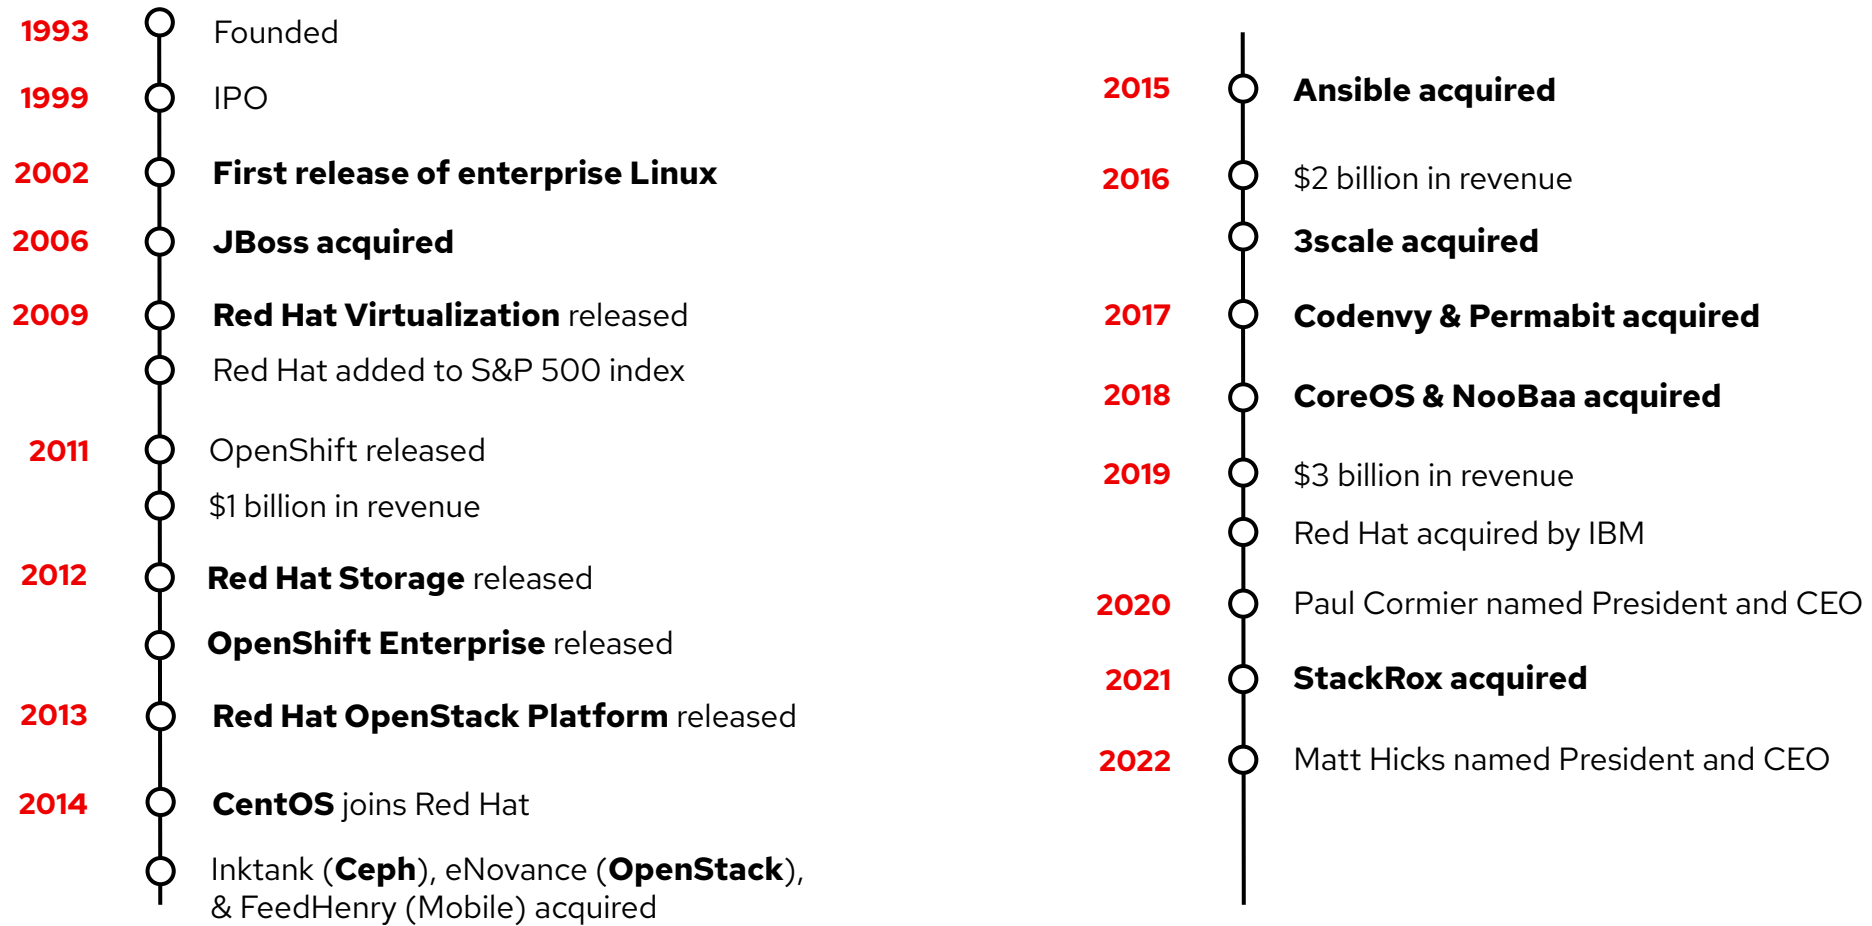 1993 Founded
1999 IPO
2002 First release of enterprise Linux
2006 JBoss acquired
2009 Red Hat Virtualization released
Red Hat added to S&P 500 index
2011 OpenShift released
$1 billion in revenue
2012 Red Hat Storage released
OpenShift Enterprise released
2013 Red Hat OpenStack Platform released
2014 CentOS joins Red Hat
Inktank (Ceph), eNovance (OpenStack),
& FeedHenry (Mobile) acquired
2015 Ansible acquired
2016 $2 billion in revenue
3scale acquired
2017 Codenvy & Permabit acquired
2018 CoreOS & NooBaa acquired
2019 $3 billion in revenue
Red Hat acquired by IBM
2020 Paul Cormier named President and CEO
2021 StackRox acquired
2022 Matt Hicks named President and CEO